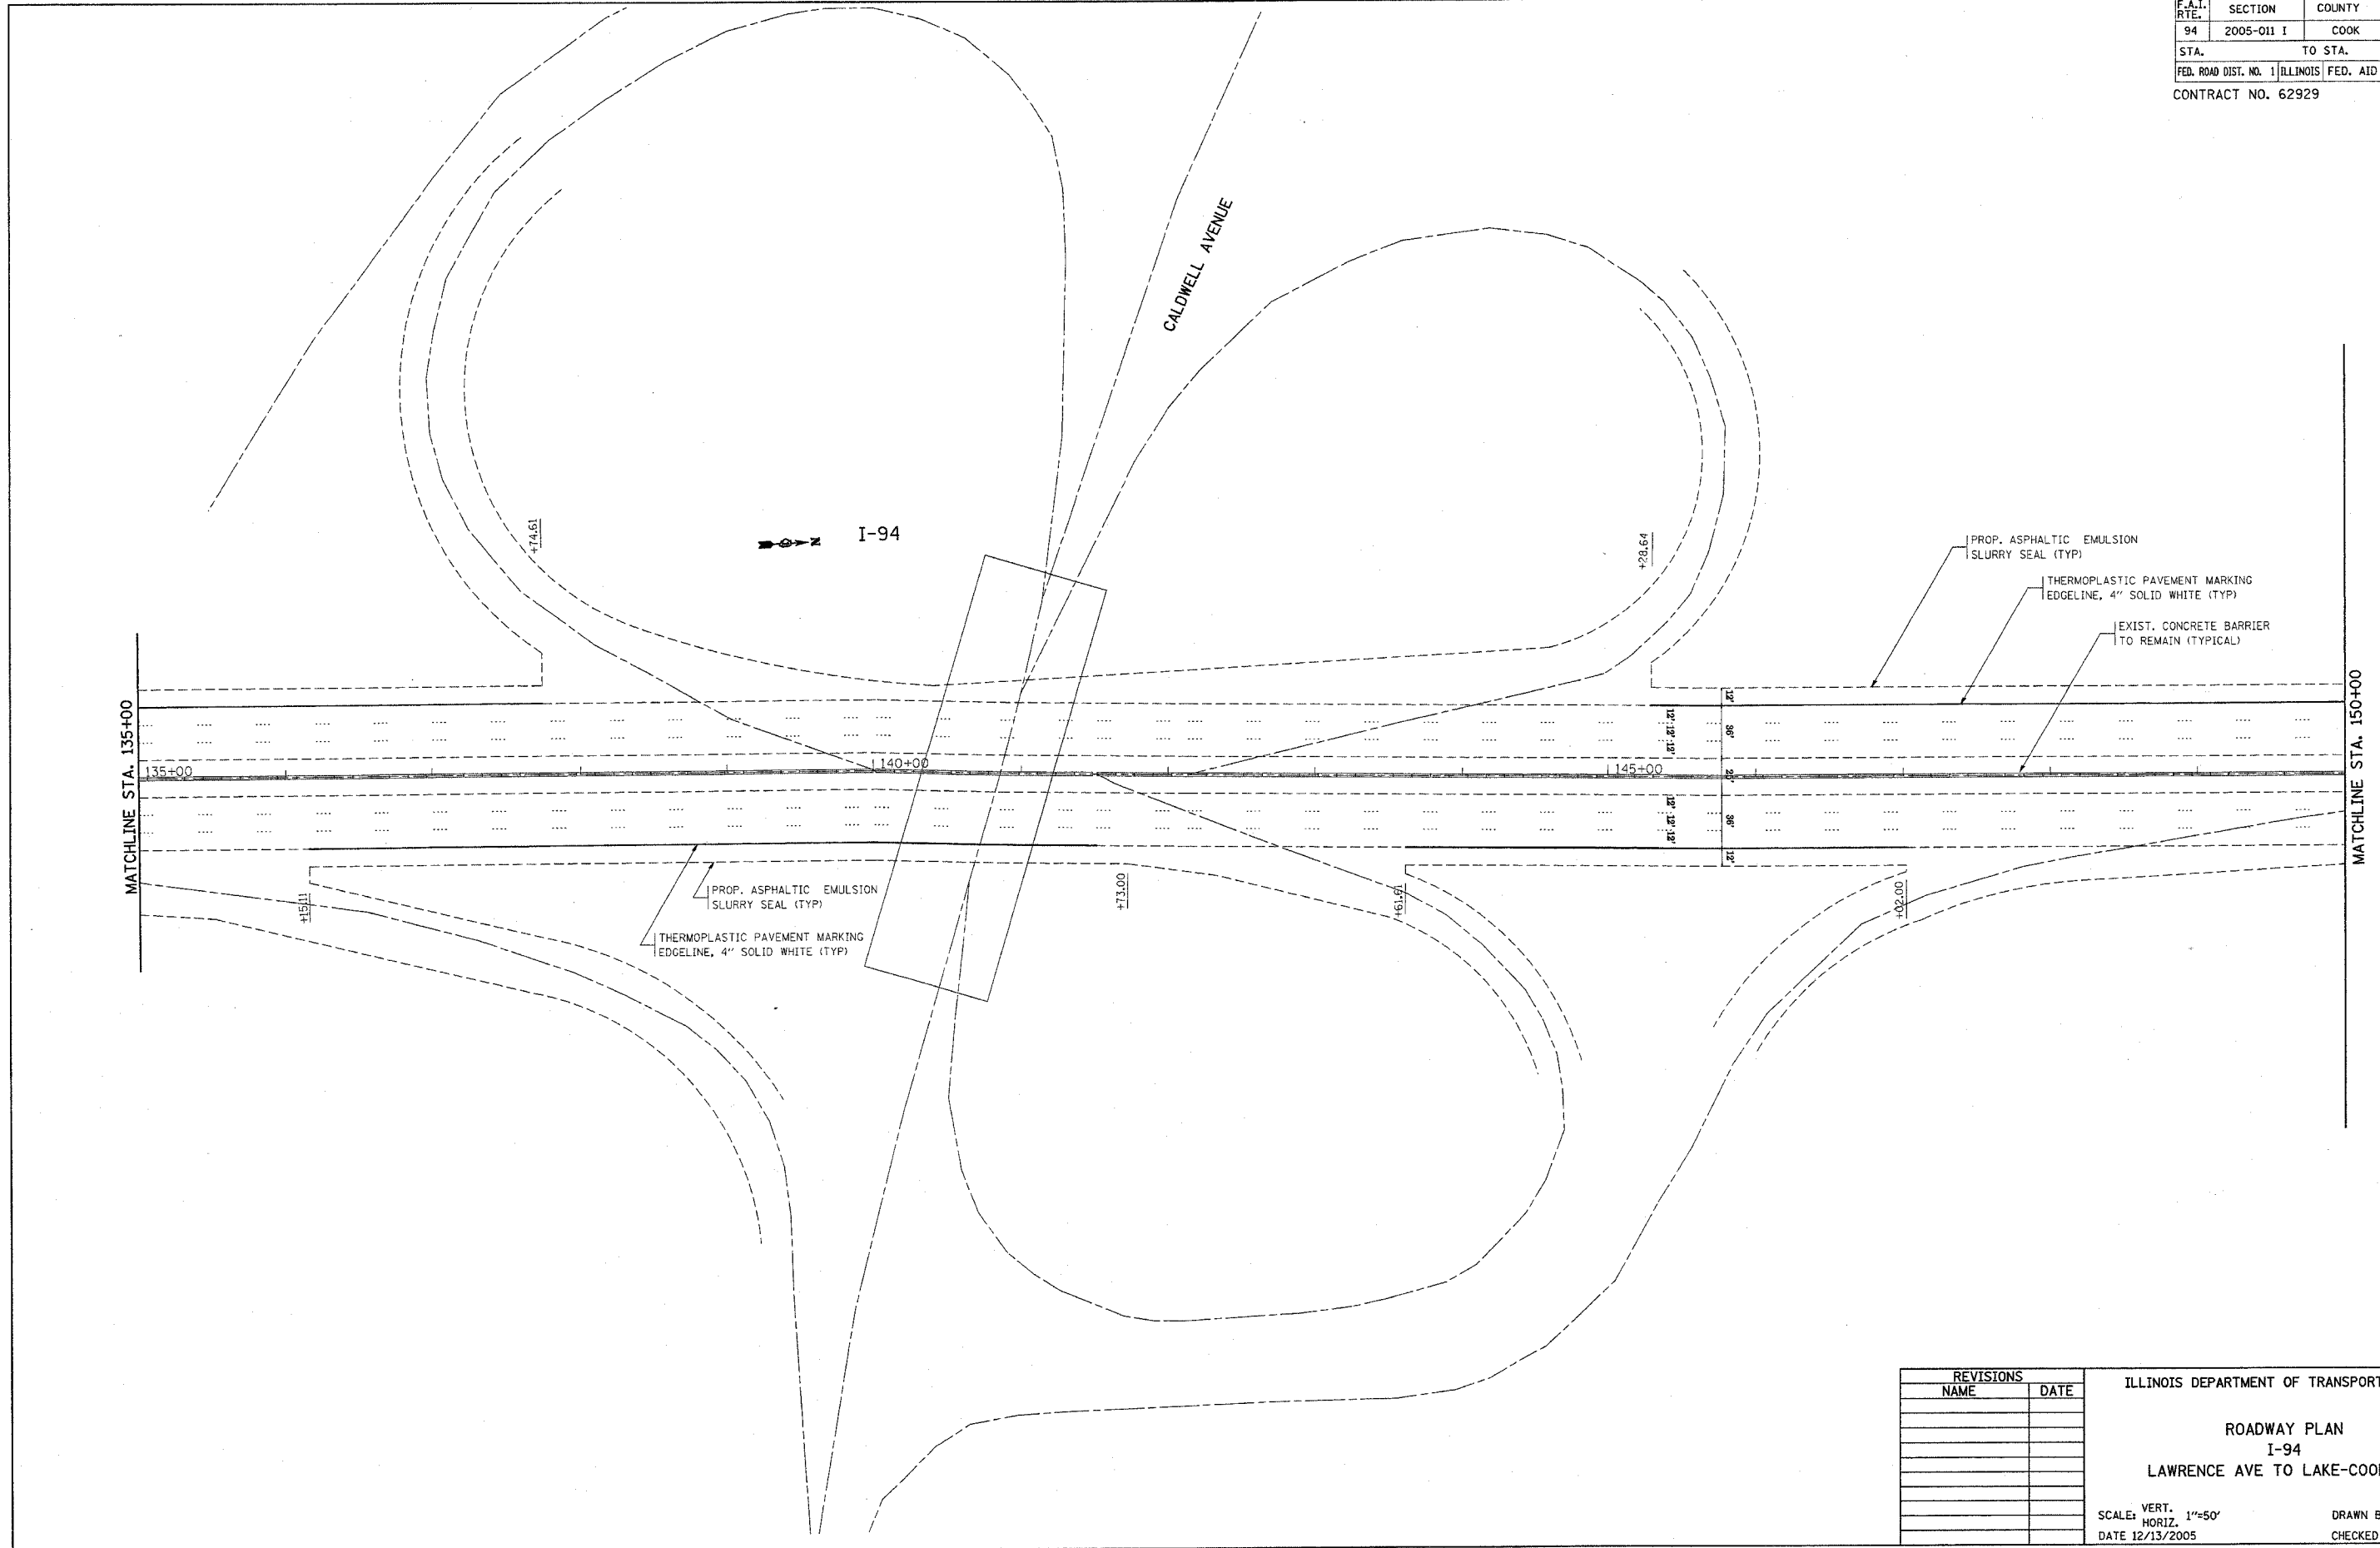 F.A.I. RTE. SECTION COUNTY
94 2005-011 I COOK
STA. TO STA.
FED. ROAD DIST. NO. 1 ILLINOIS FED. AID
CONTRACT NO. 62929
CALDWELL AVENUE
I-94
+74.61
+28.64
PROP. ASPHALTIC EMULSION
SLURRY SEAL (TYP)
THERMOPLASTIC PAVEMENT MARKING
EDGELINE, 4" SOLID WHITE (TYP)
EXIST. CONCRETE BARRIER
TO REMAIN (TYPICAL)
MATCHLINE STA. 135+00
MATCHLINE STA. 150+00
135+00
140+00
145+00
12'
12' 12' 12'
36'
12' 12' 12'
36'
12'
+15.11
+73.00
+61.61
+02.00
PROP. ASPHALTIC EMULSION
SLURRY SEAL (TYP)
THERMOPLASTIC PAVEMENT MARKING
EDGELINE, 4" SOLID WHITE (TYP)
REVISIONS
NAME DATE
ILLINOIS DEPARTMENT OF TRANSPORT
ROADWAY PLAN
I-94
LAWRENCE AVE TO LAKE-COO
SCALE: VERT. HORIZ. 1"=50'
DRAWN B
DATE 12/13/2005
CHECKED